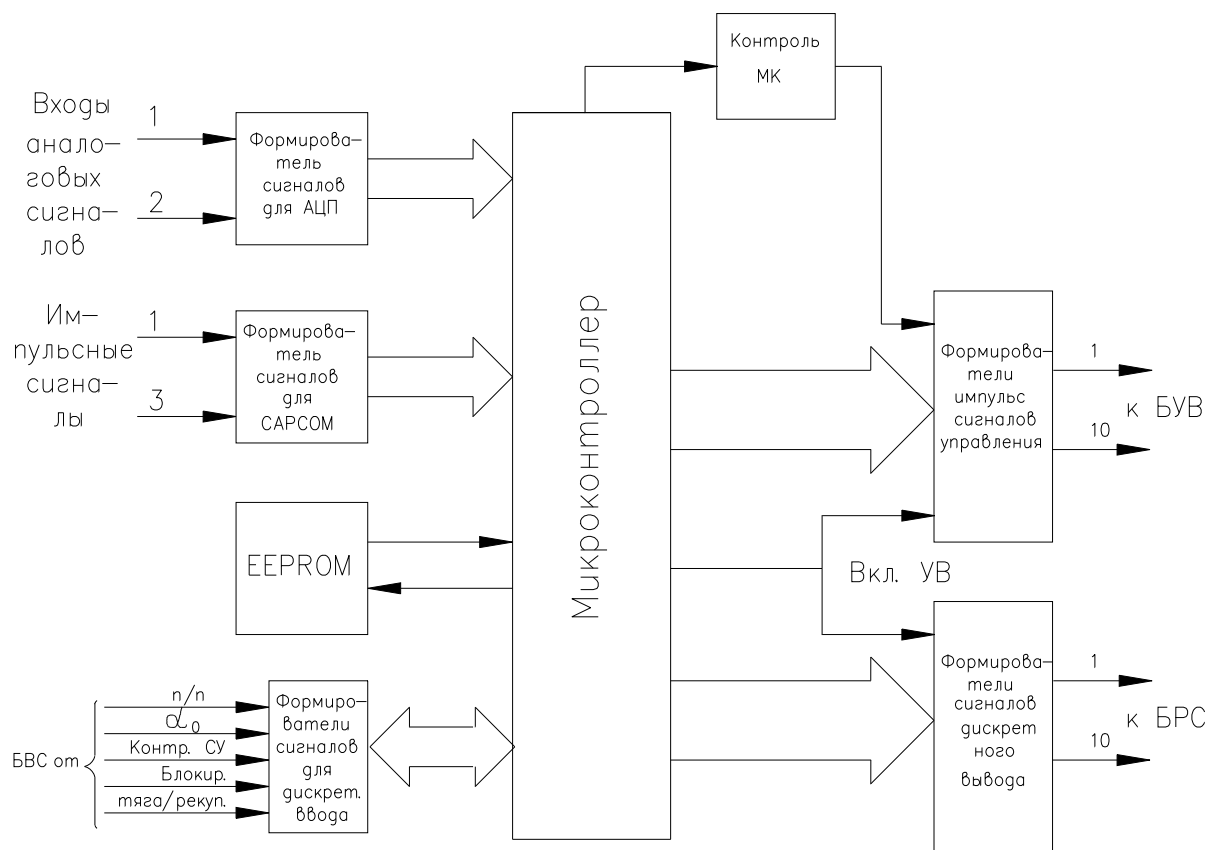 Контроль
МК
Входы
анало-
говых
сигна-
лов
1
2
Формирова-
тель
сигналов
для АЦП
Им-
пульсные
сигна-
лы
1
3
Формирова-
тель
сигналов
для
CAPCOM
EEPROM
БВС от
п/п
α₀
Контр. СУ
Блокир.
тяга/рекуп.
Формиро-
ватели
сигналов
для
дискрет.
ввода
Микроконтроллер
Формирова-
тели
импульс
сигналов
управления
1
к БУВ
10
Вкл. УВ
Формирова-
тели
сигналов
дискрет
ного
вывода
1
к БРС
10